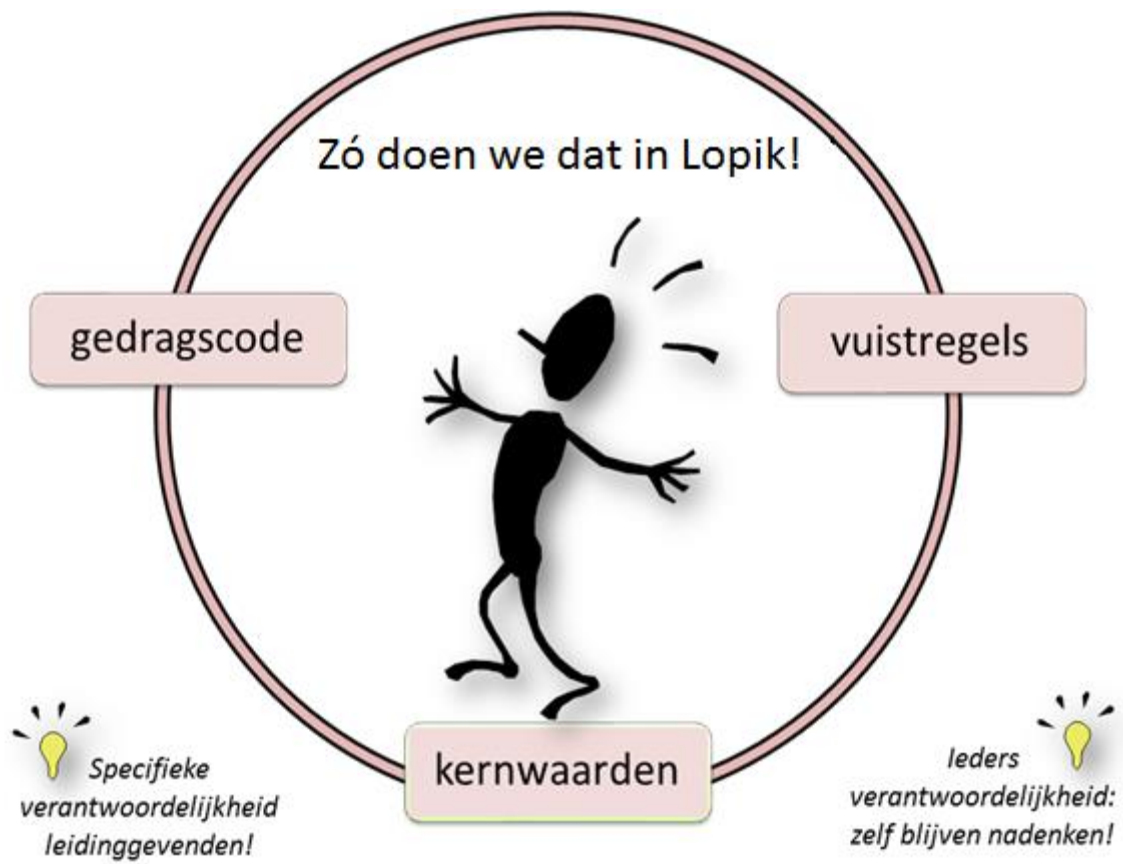 Zó doen we dat in Lopik!
gedragscode
vuistregels
kernwaarden
Specifieke
verantwoordelijkheid
leidinggevenden!
Ieders
verantwoordelijkheid:
zelf blijven nadenken!